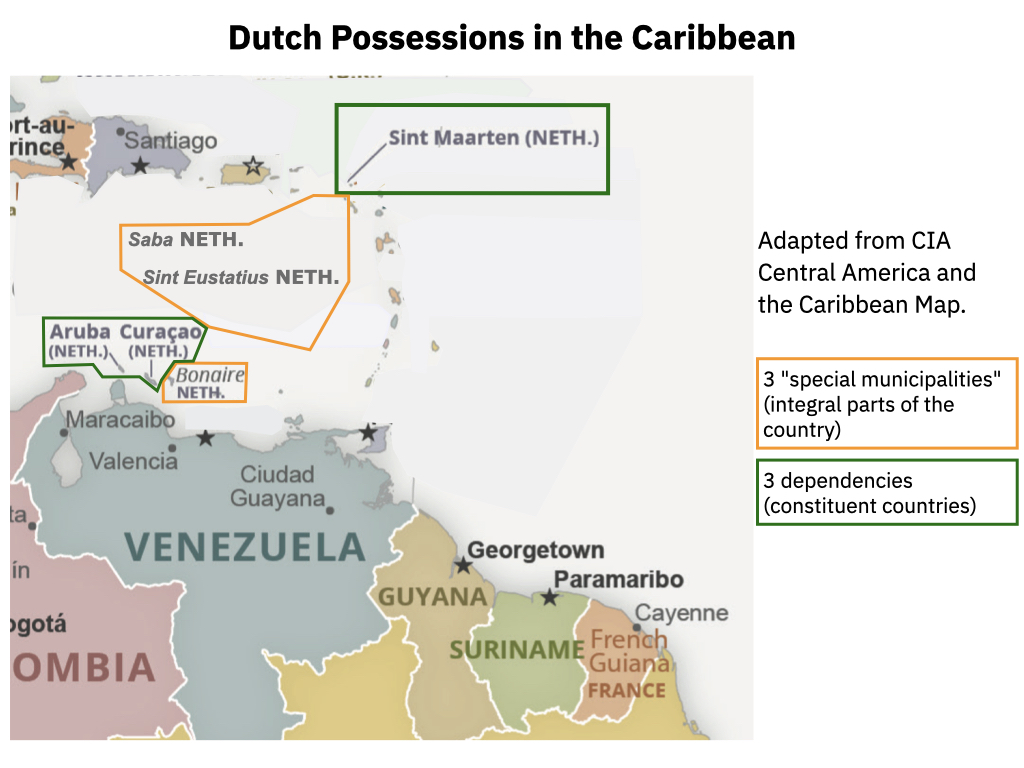 Dutch Possessions in the Caribbean
ort-au-
rince
Santiago
Sint Maarten (NETH.)
Saba NETH.
Sint Eustatius NETH.
Adapted from CIA
Central America and
the Caribbean Map.
Aruba Curaçao
(NETH.) (NETH.)
Bonaire
NETH.
3 "special municipalities"
(integral parts of the
country)
3 dependencies
(constituent countries)
Maracaibo
Valencia
Ciudad
Guayana
ta
VENEZUELA
ín
Georgetown
Paramaribo
GUYANA
Cayenne
ogotá
OMBIA
SURINAME
French
Guiana
FRANCE